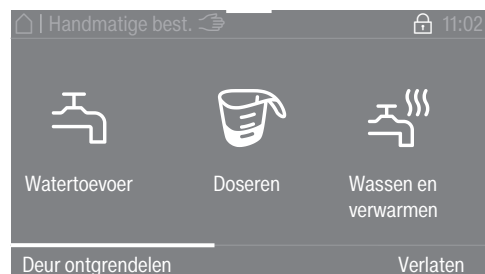 | Handmatige best. 11:02
Watertoevoer Doseren Wassen en
verwarmen
Deur ontgrendelen Verlaten